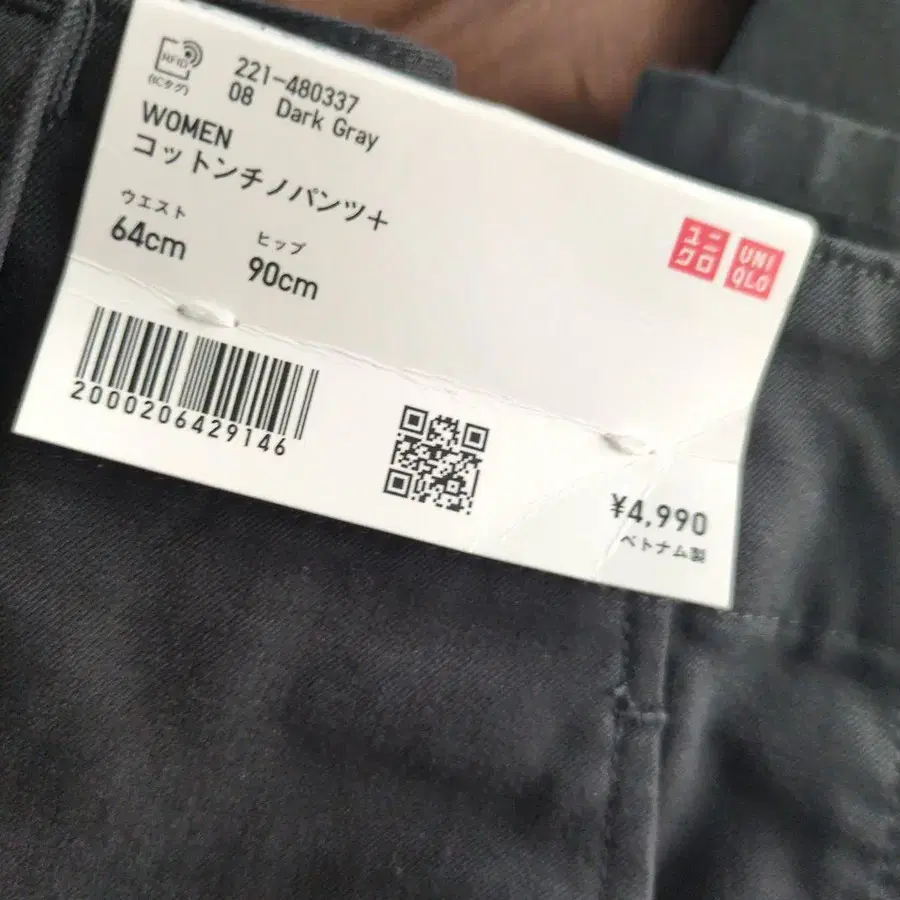 RFID
(ICタグ)
221-480337
08 Dark Gray
WOMEN
コットンチノパンツ+
ウエスト
64cm
ヒップ
90cm
ユニ
クロ
UNI
QLO
2000206429146
¥4,990
ベトナム製